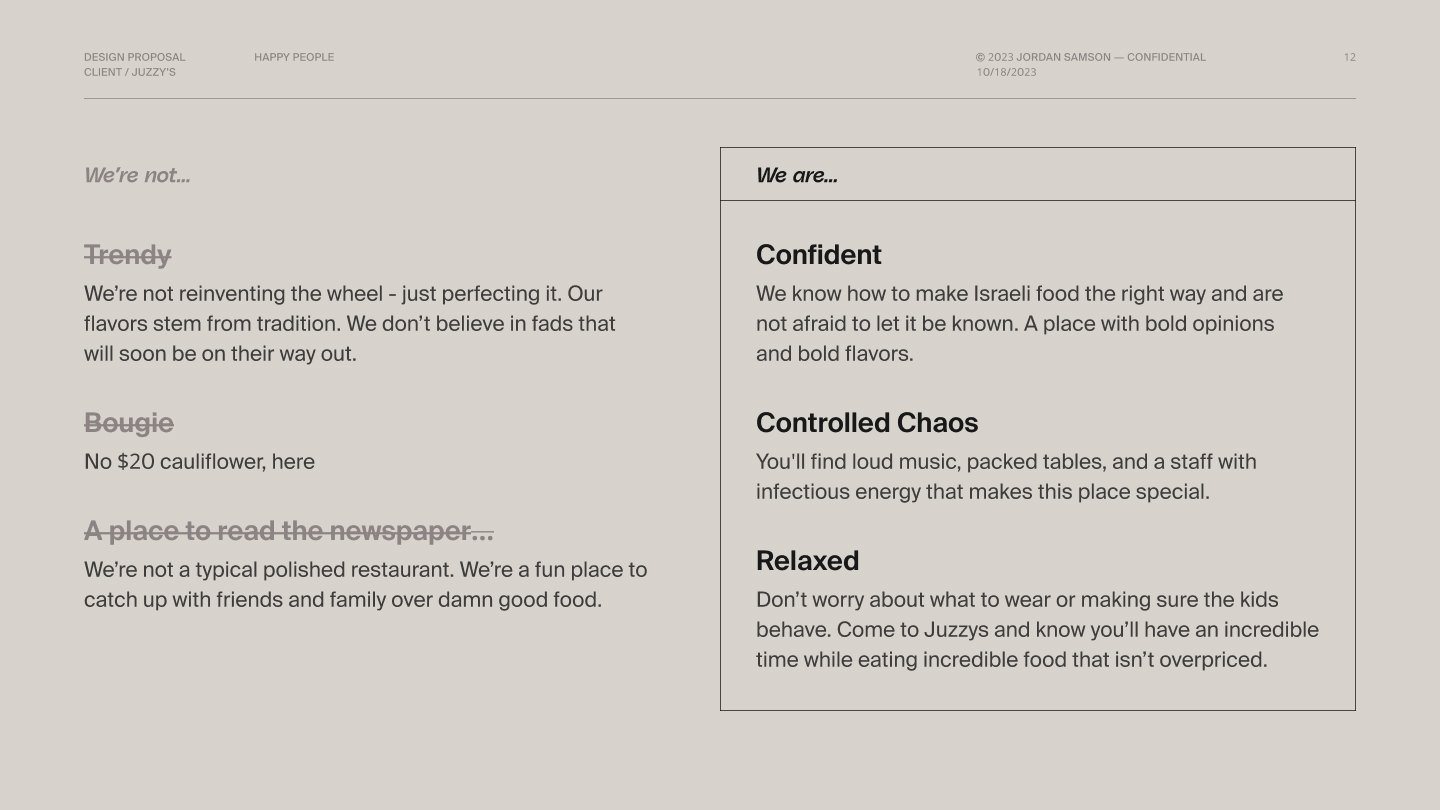 DESIGN PROPOSAL
CLIENT / JUZZY'S
HAPPY PEOPLE
© 2023 JORDAN SAMSON — CONFIDENTIAL
10/18/2023
12
We're not...
Trendy
We’re not reinventing the wheel - just perfecting it. Our
flavors stem from tradition. We don’t believe in fads that
will soon be on their way out.
Bougie
No $20 cauliflower, here
A place to read the newspaper...
We’re not a typical polished restaurant. We’re a fun place to
catch up with friends and family over damn good food.
We are...
Confident
We know how to make Israeli food the right way and are
not afraid to let it be known. A place with bold opinions
and bold flavors.
Controlled Chaos
You'll find loud music, packed tables, and a staff with
infectious energy that makes this place special.
Relaxed
Don’t worry about what to wear or making sure the kids
behave. Come to Juzzys and know you’ll have an incredible
time while eating incredible food that isn’t overpriced.